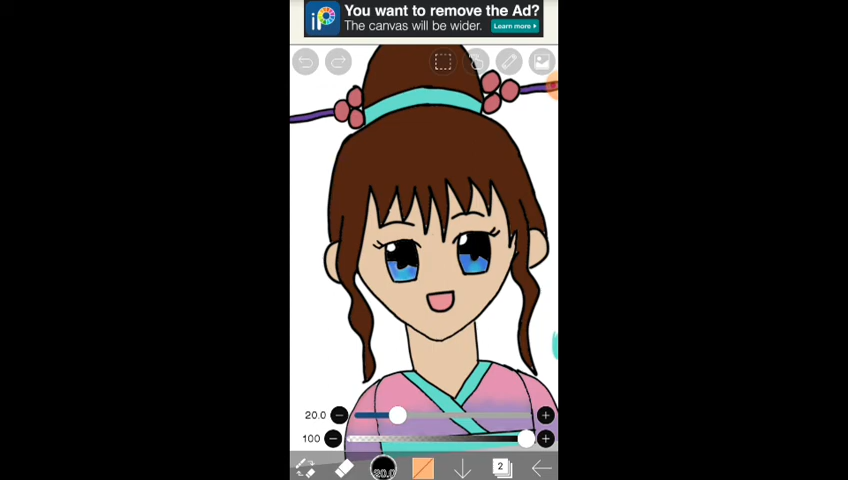 iP
You want to remove the Ad?
The canvas will be wider.
Learn more
20.0
100
20.0
2